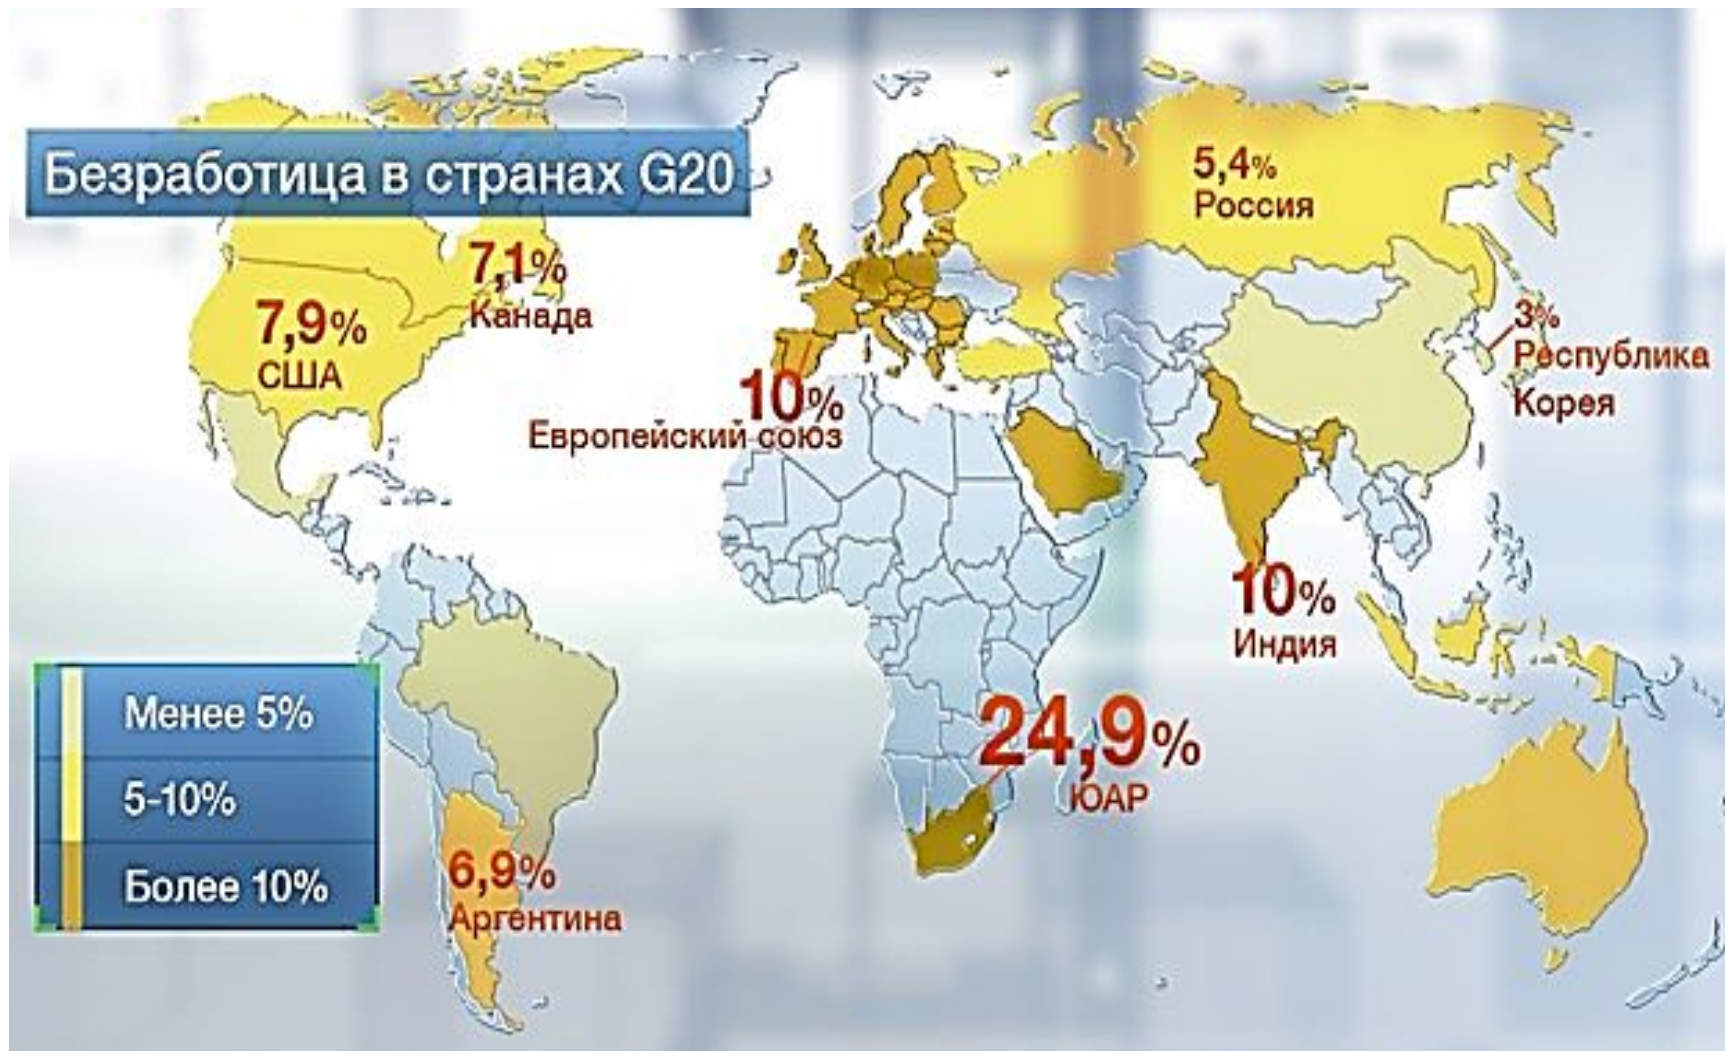 Безработица в странах G20
5,4%
Россия
7,1%
Канада
7,9%
США
3%
Республика
Корея
10%
Европейский союз
10%
Индия
24,9%
ЮАР
6,9%
Аргентина
Менее 5%
5-10%
Более 10%